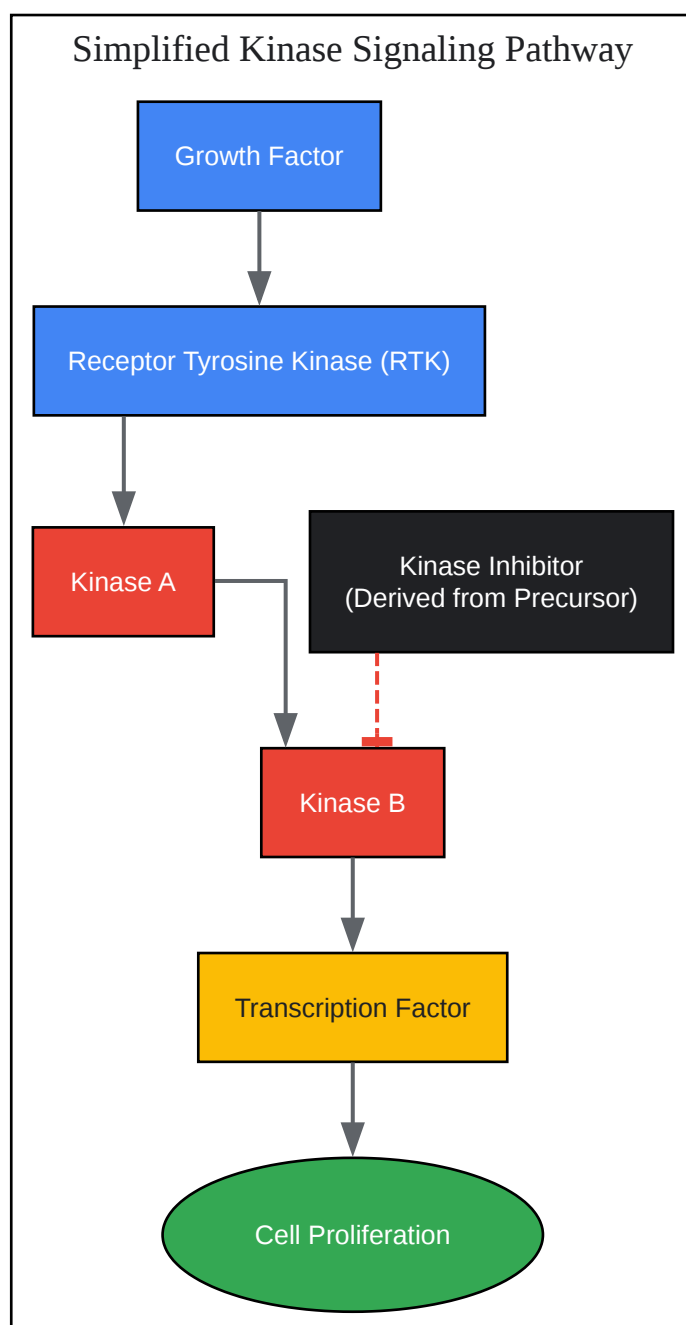 Simplified Kinase Signaling Pathway
Growth Factor
Receptor Tyrosine Kinase (RTK)
Kinase A
Kinase Inhibitor
(Derived from Precursor)
Kinase B
Transcription Factor
Cell Proliferation